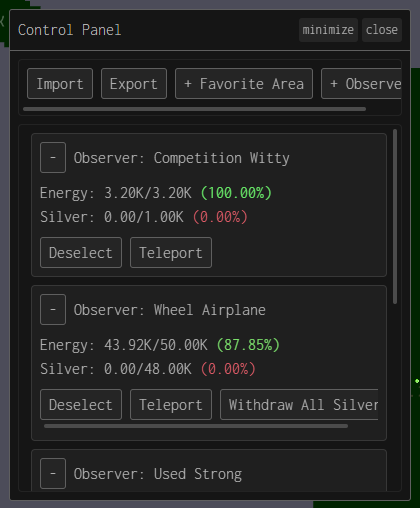 Control Panel minimize close
Import Export + Favorite Area + Observe
- Observer: Competition Witty
Energy: 3.20K/3.20K (100.00%)
Silver: 0.00/1.00K (0.00%)
Deselect Teleport
- Observer: Wheel Airplane
Energy: 43.92K/50.00K (87.85%)
Silver: 0.00/48.00K (0.00%)
Deselect Teleport Withdraw All Silver
- Observer: Used Strong